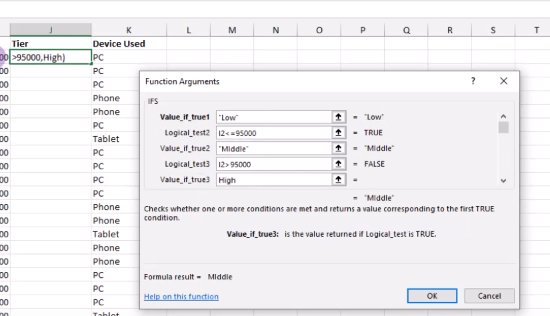 J K L M N O P Q R S T
Tier Device Used
00 >95000,High) PC
00 PC
00 PC
00 Phone
00 Phone
00 PC
00 Tablet
00 Phone
00 PC
00 PC
00 PC
00 Phone
00 Phone
00 Tablet
00 Phone
00 Phone
00 PC
00 PC
00 PC
00 Tablet
Function Arguments ? ×
IFS
Value_if_true1 "Low" = "Low"
Logical_test2 I2<=95000 = TRUE
Value_if_true2 "MIddle" = "MIddle"
Logical_test3 I2>95000 = FALSE
Value_if_true3 High =
= "MIddle"
Checks whether one or more conditions are met and returns a value corresponding to the first TRUE
condition.
Value_if_true3: is the value returned if Logical_test is TRUE.
Formula result = MIddle
Help on this function
OK Cancel